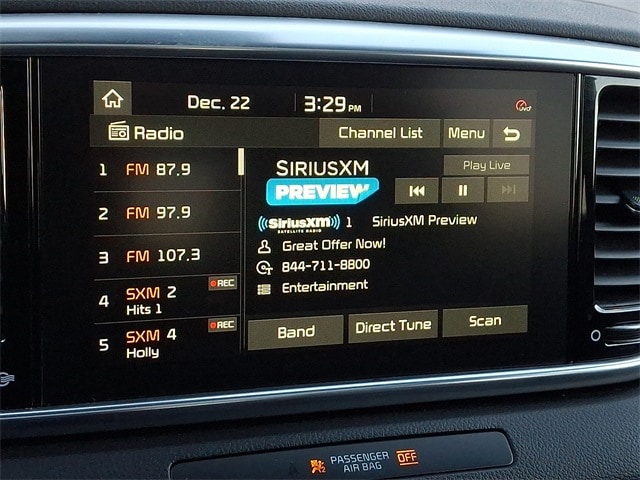 Dec. 22 3:29 PM uvo
Radio Channel List Menu
1 FM 87.9
2 FM 97.9
3 FM 107.3
4 SXM 2 REC
Hits 1
5 SXM 4 REC
Holly
SIRIUSXM Play Live
PREVIEW
((SiriusXM)) 1 SiriusXM Preview
SATELLITE RADIO
Great Offer Now!
844-711-8800
Entertainment
Band Direct Tune Scan
PASSENGER OFF
AIR BAG